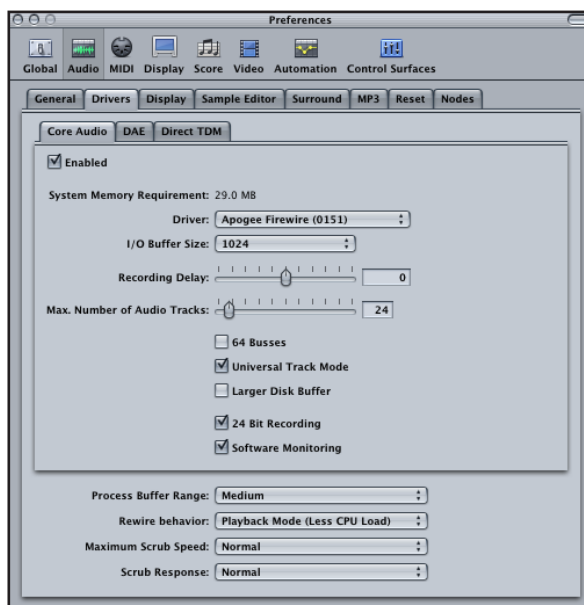 Preferences
Global Audio MIDI Display Score Video Automation Control Surfaces
General Drivers Display Sample Editor Surround MP3 Reset Nodes
Core Audio DAE Direct TDM
Enabled
System Memory Requirement: 29.0 MB
Driver: Apogee Firewire (0151)
I/O Buffer Size: 1024
Recording Delay: 0
Max. Number of Audio Tracks: 24
64 Busses
Universal Track Mode
Larger Disk Buffer
24 Bit Recording
Software Monitoring
Process Buffer Range: Medium
Rewire behavior: Playback Mode (Less CPU Load)
Maximum Scrub Speed: Normal
Scrub Response: Normal